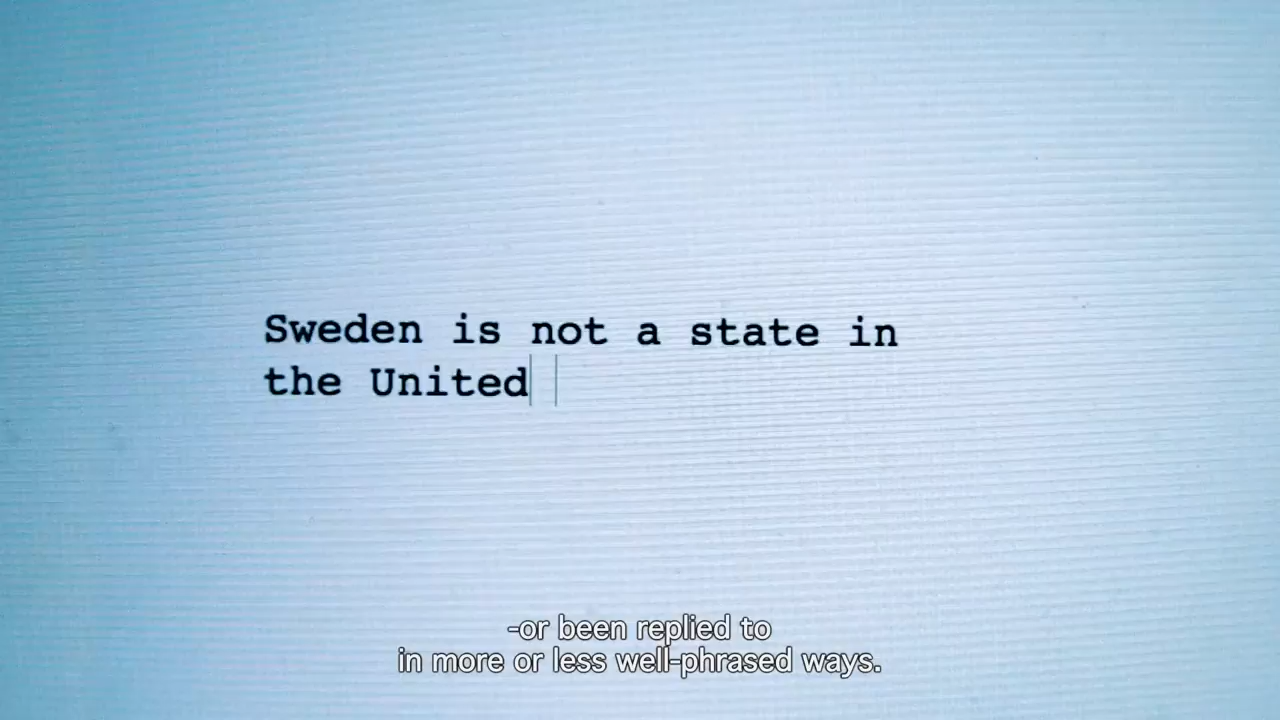 Sweden is not a state in
the United
-or been replied to
in more or less well-phrased ways.